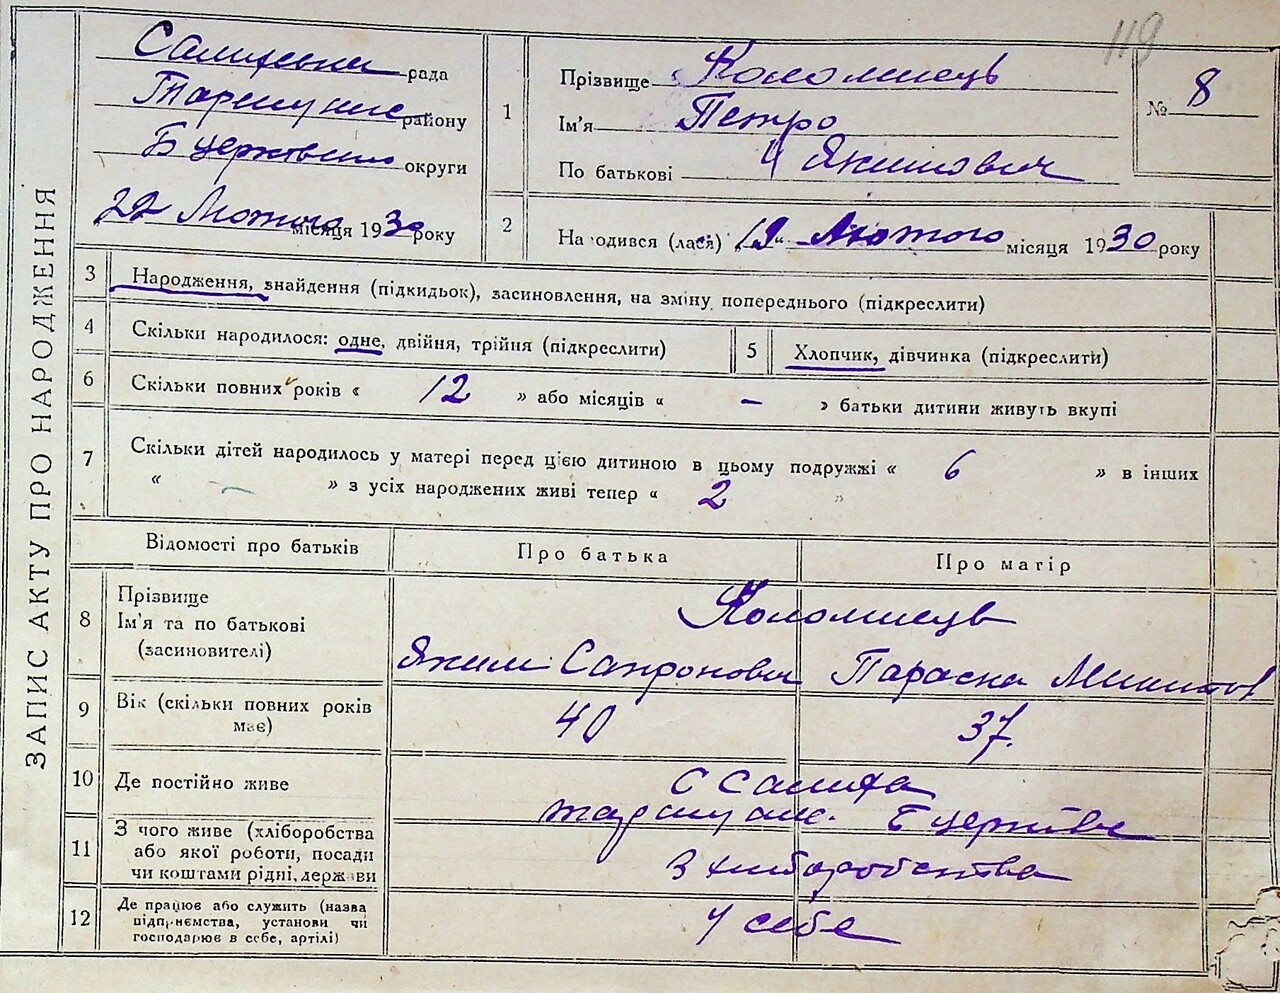 119
ЗАПИС АКТУ ПРО НАРОДЖЕННЯ
рада
району
Б церківської округи
22 Лютого місяця 1930 року
1
Прізвище Коломиець
Ім'я Петро
По батькові Якимович
№ 8
2
На одився (лася) 19 „ Лютого місяця 1930 року
3
Народження, знайдення (підкидьок), засиновлення, на зміну попереднього (підкреслити)
4
Скільки народилося: одне, двійня, трійня (підкреслити)
5
Хлопчик, дівчинка (підкреслити)
6
Скільки повних років « 12 » або місяців « – » батьки дитини живуть вкупі
7
Скільки дітей народилось у матері перед цією дитиною в цьому подружжі « 6 » в інших
« – » з усіх народжених живі тепер « 2 »
Відомості про батьків
Про батька
Про матір
8
Прізвище
Ім'я та по батькові
(засиновителі)
Коломиець
Яким Сапронович
Параска Микитов
9
Вік (скільки повних років
має)
40
37.
10
Де постійно живе
С Салиха
Б церківс
11
З чого живе (хліборобства
або якої роботи, посади
чи коштами рідні, держави
З хліборобства
12
Де працює або служить (назва
підприємства, установи чи
господарює в себе, артілі)
У себе